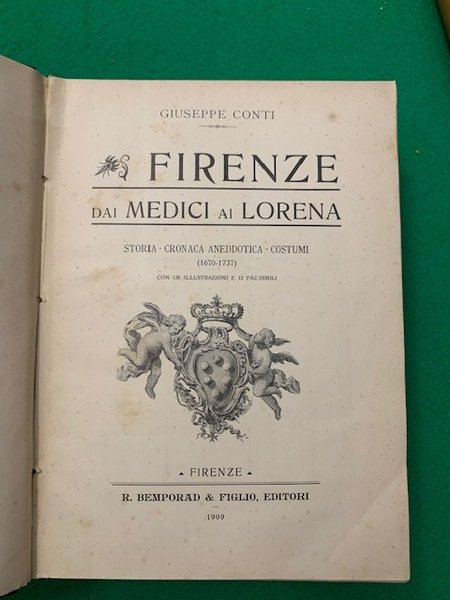 GIUSEPPE CONTI
FIRENZE
DAI MEDICI AI LORENA
STORIA - CRONACA ANEDDOTICA - COSTUMI
(1670-1737)
CON 136 ILLUSTRAZIONI E 12 FAC-SIMILI
FIRENZE
R. BEMPORAD & FIGLIO, EDITORI
1909